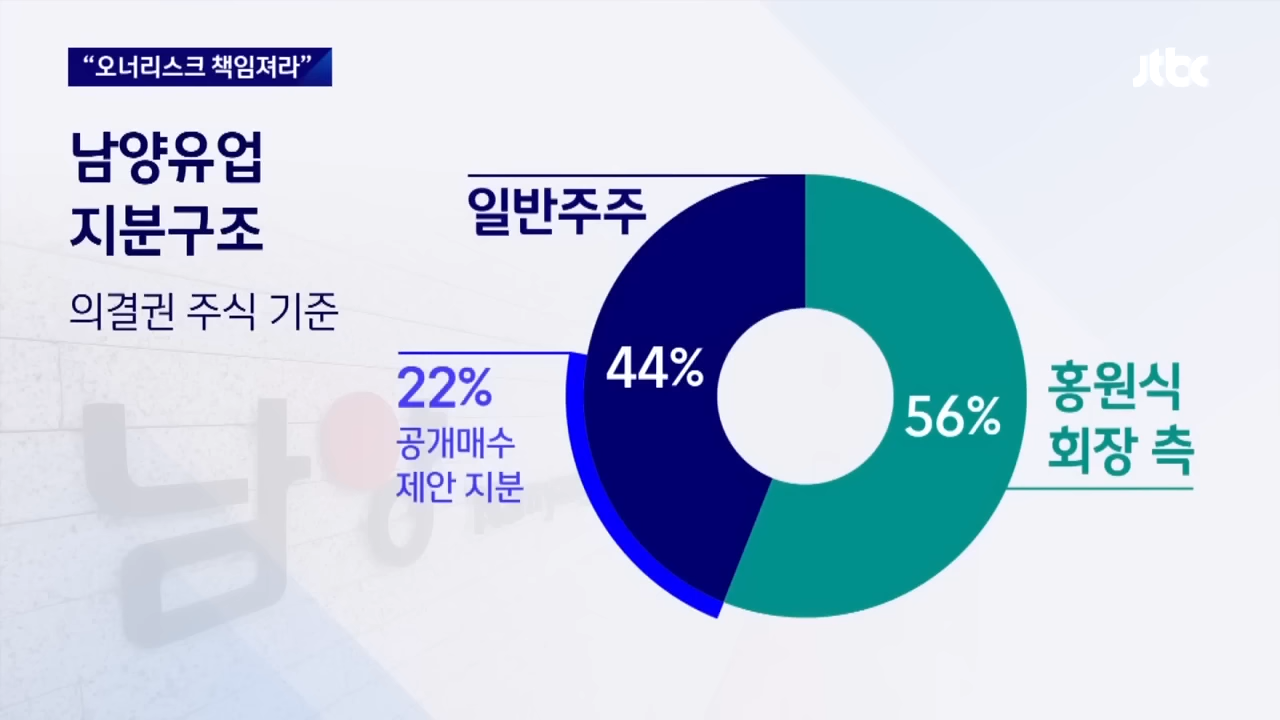 “오너리스크 책임져라”
jtbc
남양유업
지분구조
의결권 주식 기준
일반주주
44%
22%
공개매수
제안 지분
56%
홍원식
회장 측
남양